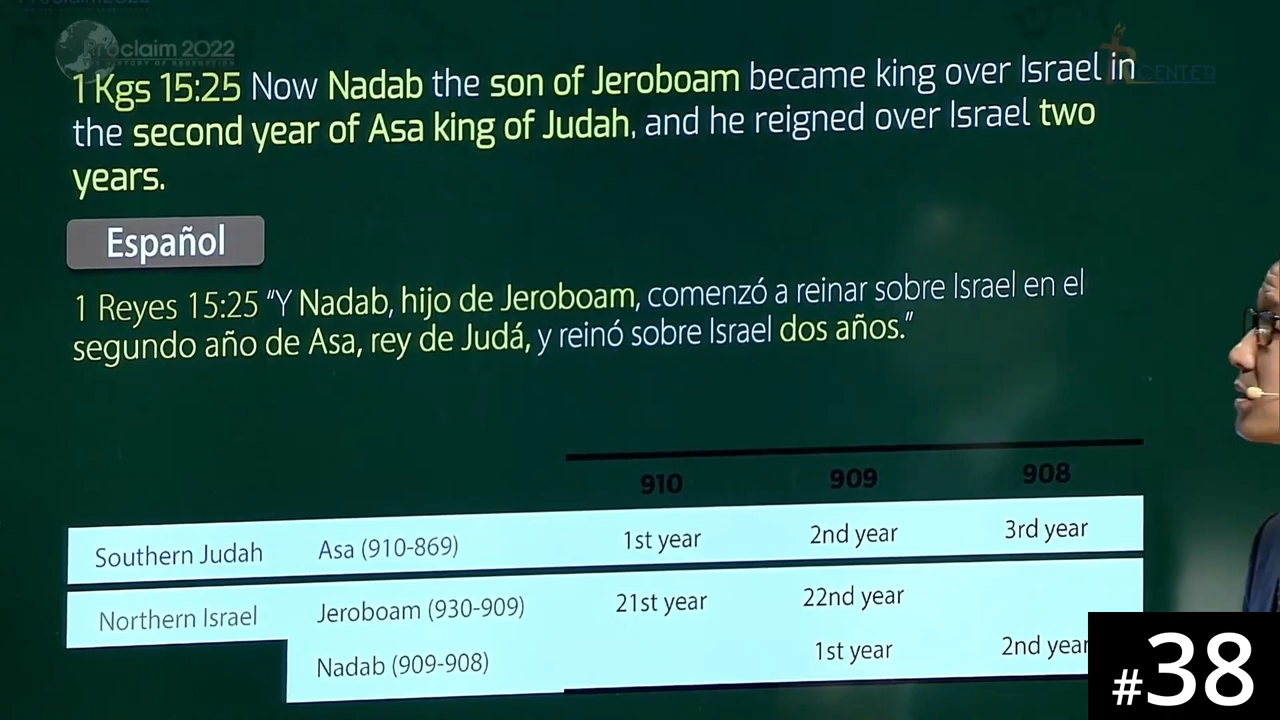 Proclaim 2022
CENTER
1 Kgs 15:25 Now Nadab the son of Jeroboam became king over Israel in
the second year of Asa king of Judah, and he reigned over Israel two
years.
Español
1 Reyes 15:25 “Y Nadab, hijo de Jeroboam, comenzó a reinar sobre Israel en el
segundo año de Asa, rey de Judá, y reinó sobre Israel dos años.”
910 909 908
Southern Judah Asa (910-869) 1st year 2nd year 3rd year
Northern Israel Jeroboam (930-909) 21st year 22nd year
Nadab (909-908) 1st year 2nd year
#38